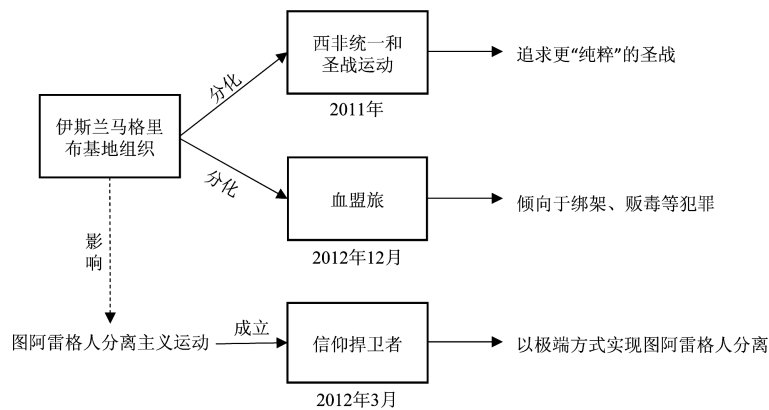 西非统一和
圣战运动
追求更“纯粹”的圣战
分化
2011年
伊斯兰马格里
布基地组织
分化
血盟旅
倾向于绑架、贩毒等犯罪
2012年12月
影
响
图阿雷格人分离主义运动
成立
信仰捍卫者
以极端方式实现图阿雷格人分离
2012年3月